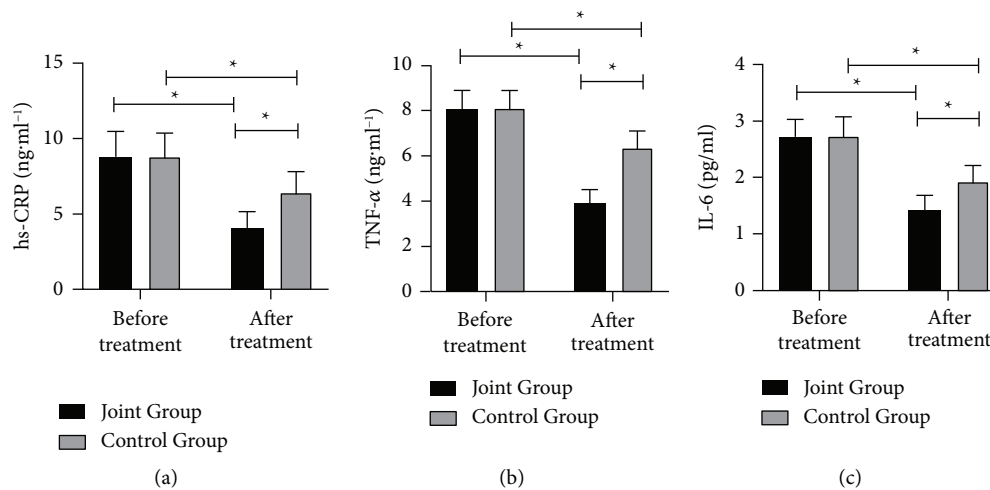 *
*
*
15
10
5
0
hs-CRP (ng·ml⁻¹)
Before
treatment
After
treatment
Joint Group
Control Group
(a)
*
*
*
10
8
6
4
2
0
TNF-α (ng·ml⁻¹)
Before
treatment
After
treatment
Joint Group
Control Group
(b)
*
*
*
4
3
2
1
0
IL-6 (pg/ml)
Before
treatment
After
treatment
Joint Group
Control Group
(c)